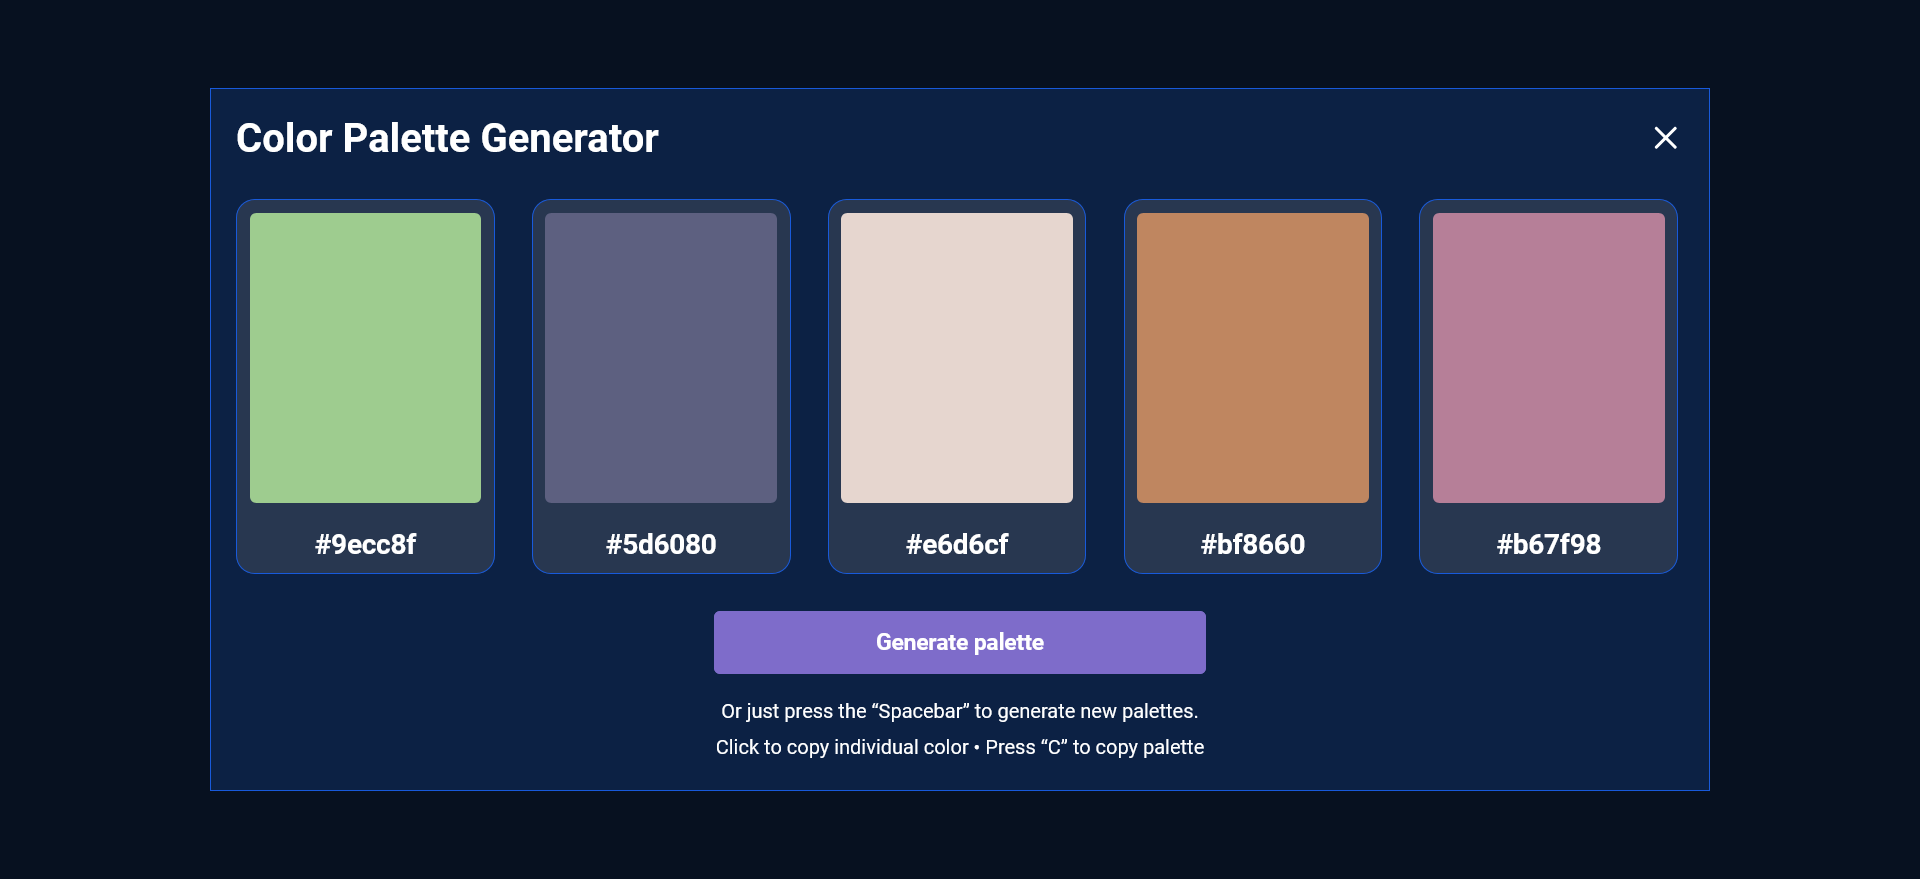 Color Palette Generator
#9ecc8f
#5d6080
#e6d6cf
#bf8660
#b67f98
Generate palette
Or just press the “Spacebar” to generate new palettes.
Click to copy individual color • Press “C” to copy palette